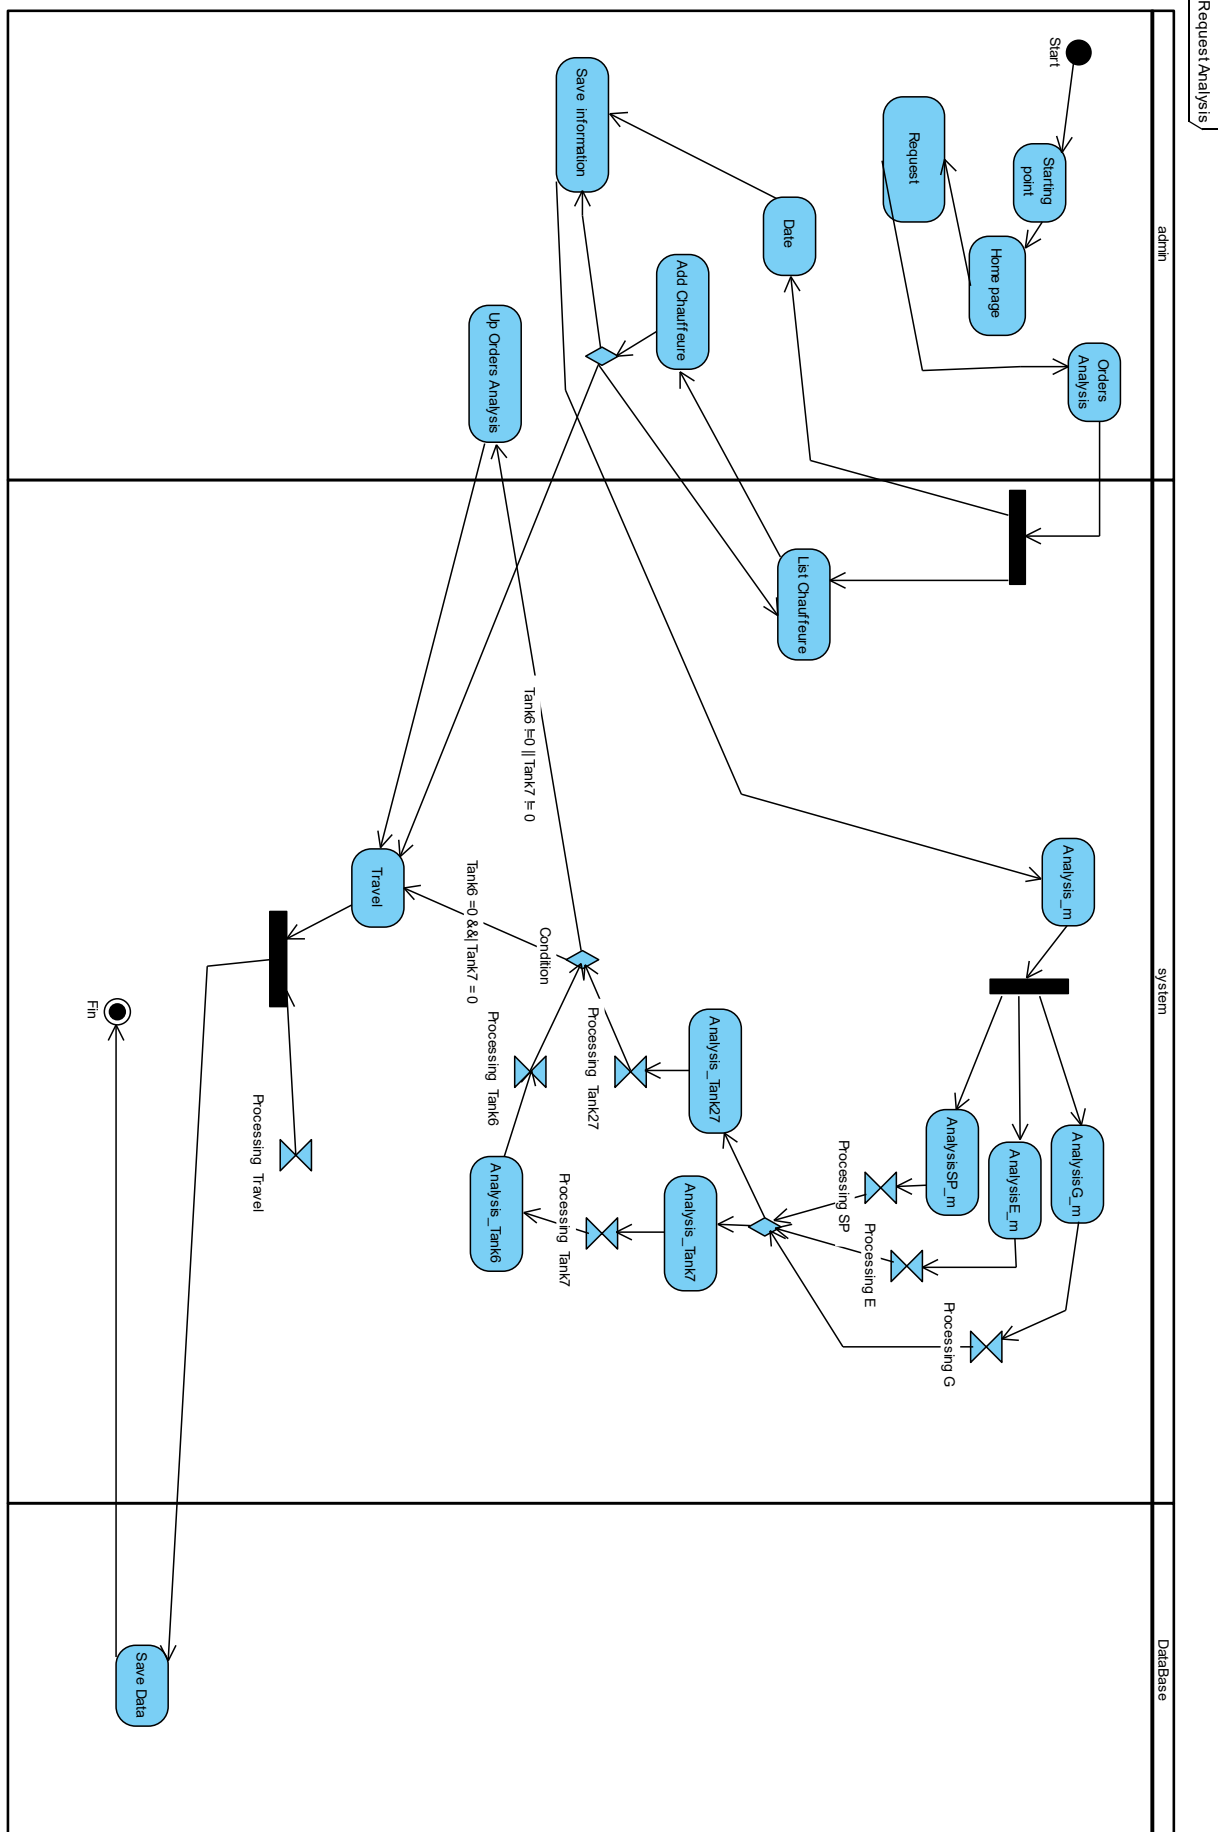 Request Analysis
admin
system
DataBase
Start
Starting
point
Home page
Request
Orders
Analysis
Date
Save information
Add Chauffeure
List Chauffeure
Up Orders Analysis
Analysis_m
AnalysisG_m
AnalysisE_m
AnalysisSP_m
Processing G
Processing E
Processing SP
Analysis_Tank27
Analysis_Tank7
Processing Tank27
Processing Tank7
Analysis_Tank6
Processing Tank6
Condition
Tank6 !=0 || Tank7 != 0
Tank6 =0 &&| Tank7 = 0
Travel
Processing Travel
Save Data
Fin